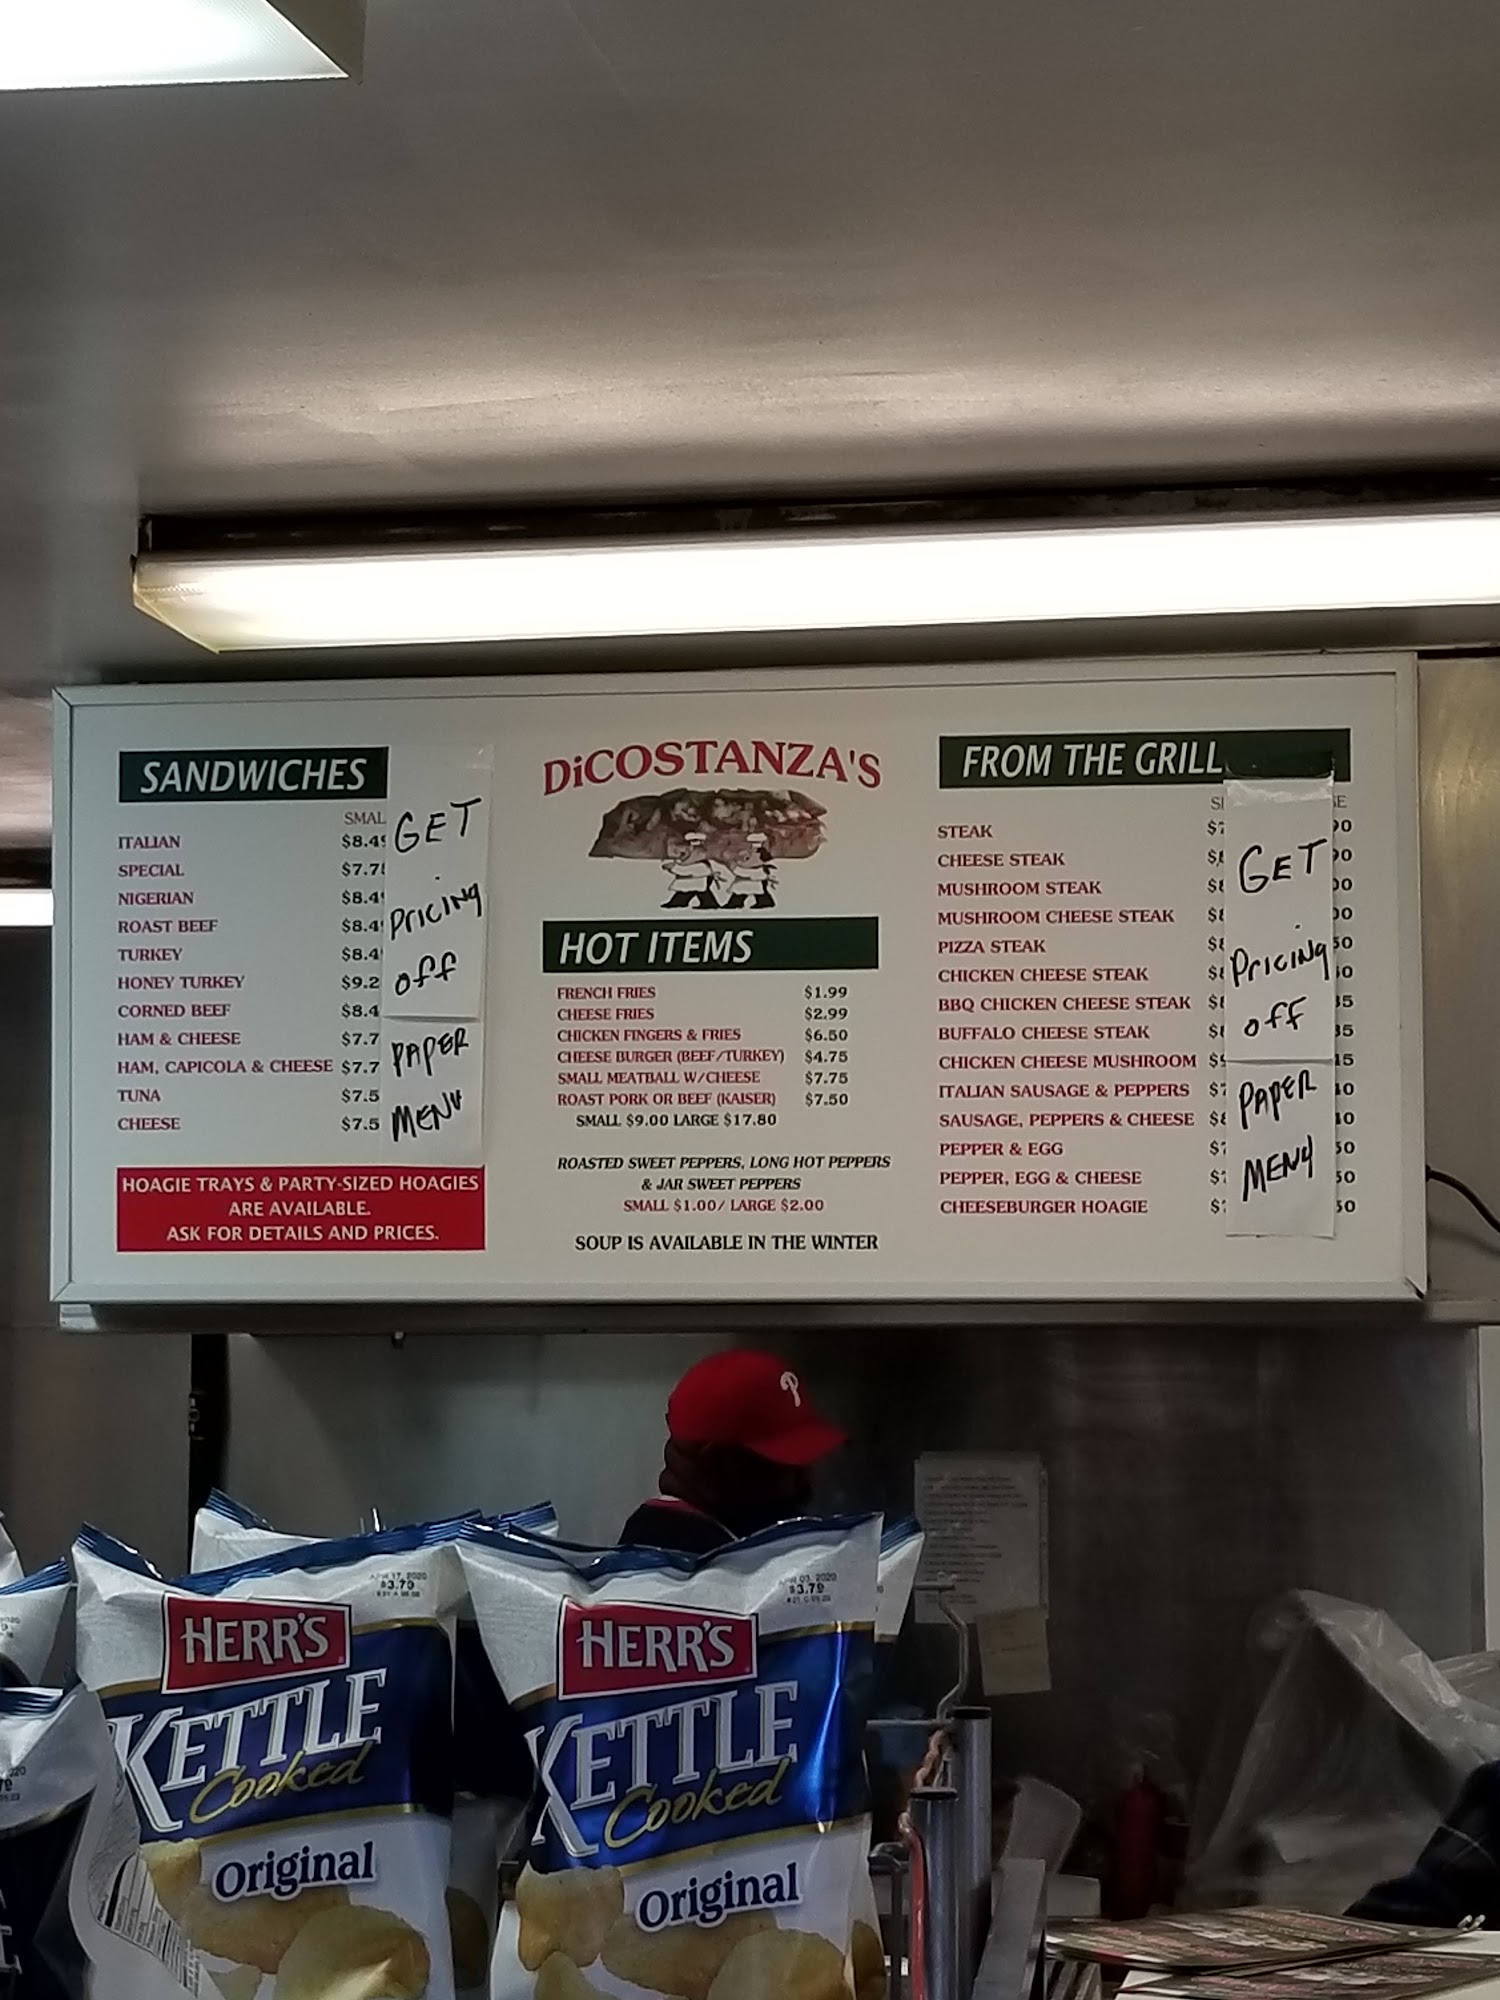 SANDWICHES
SMAL
ITALIAN $8.49
SPECIAL $7.7
NIGERIAN $8.4
ROAST BEEF $8.4
TURKEY $8.4
HONEY TURKEY $9.2
CORNED BEEF $8.4
HAM & CHEESE $7.7
HAM, CAPICOLA & CHEESE $7.7
TUNA $7.5
CHEESE $7.5
GET
PRICING
OFF
PAPER
MENU
HOAGIE TRAYS & PARTY-SIZED HOAGIES
ARE AVAILABLE.
ASK FOR DETAILS AND PRICES.
DiCOSTANZA'S
HOT ITEMS
FRENCH FRIES $1.99
CHEESE FRIES $2.99
CHICKEN FINGERS & FRIES $6.50
CHEESE BURGER (BEEF/TURKEY) $4.75
SMALL MEATBALL W/CHEESE $7.75
ROAST PORK OR BEEF (KAISER) $7.50
SMALL $9.00 LARGE $17.80
ROASTED SWEET PEPPERS, LONG HOT PEPPERS
& JAR SWEET PEPPERS
SMALL $1.00/ LARGE $2.00
SOUP IS AVAILABLE IN THE WINTER
FROM THE GRILL
STEAK
CHEESE STEAK
MUSHROOM STEAK
MUSHROOM CHEESE STEAK
PIZZA STEAK
CHICKEN CHEESE STEAK
BBQ CHICKEN CHEESE STEAK
BUFFALO CHEESE STEAK
CHICKEN CHEESE MUSHROOM
ITALIAN SAUSAGE & PEPPERS
SAUSAGE, PEPPERS & CHEESE
PEPPER & EGG
PEPPER, EGG & CHEESE
CHEESEBURGER HOAGIE
GET
PRICING
OFF
PAPER
MENU
P
APR 17, 2020
$3.79
HERR'S
KETTLE
Cooked
Original
APR 03, 2020
$3.79
HERR'S
KETTLE
Cooked
Original